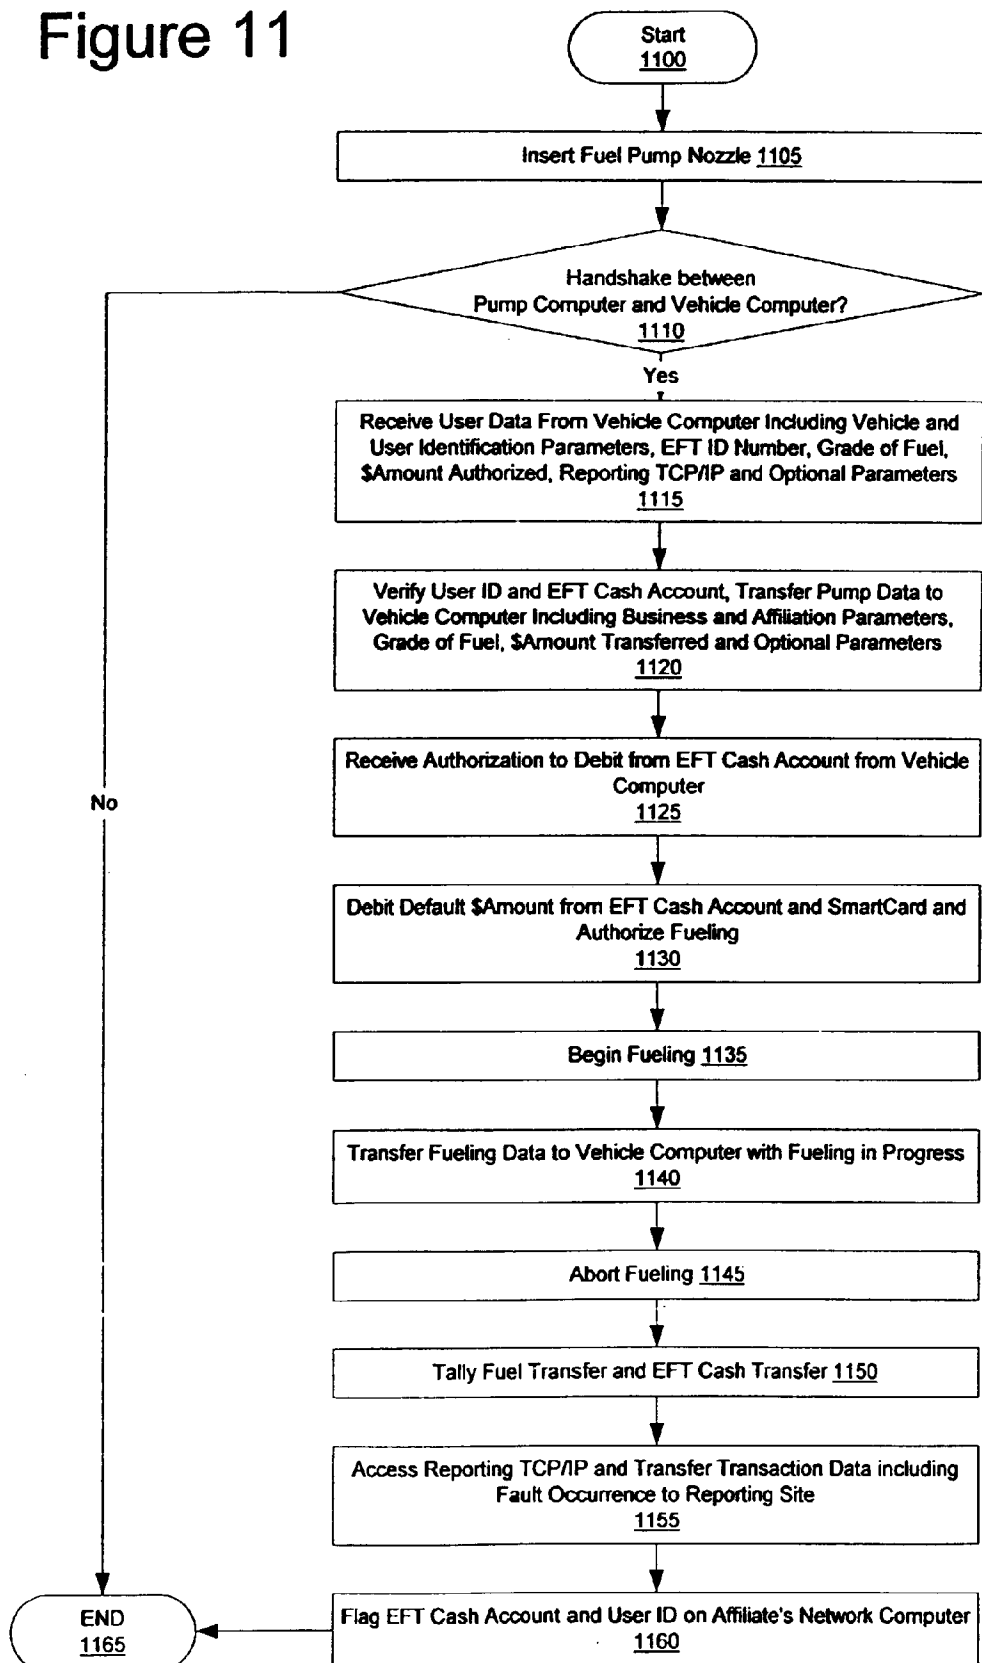 Figure 11
Start
1100
Insert Fuel Pump Nozzle 1105
Handshake between
Pump Computer and Vehicle Computer?
1110
Yes
Receive User Data From Vehicle Computer Including Vehicle and
User Identification Parameters, EFT ID Number, Grade of Fuel,
$Amount Authorized, Reporting TCP/IP and Optional Parameters
1115
Verify User ID and EFT Cash Account, Transfer Pump Data to
Vehicle Computer Including Business and Affiliation Parameters,
Grade of Fuel, $Amount Transferred and Optional Parameters
1120
Receive Authorization to Debit from EFT Cash Account from Vehicle
Computer
1125
No
Debit Default $Amount from EFT Cash Account and SmartCard and
Authorize Fueling
1130
Begin Fueling 1135
Transfer Fueling Data to Vehicle Computer with Fueling in Progress
1140
Abort Fueling 1145
Tally Fuel Transfer and EFT Cash Transfer 1150
Access Reporting TCP/IP and Transfer Transaction Data including
Fault Occurrence to Reporting Site
1155
Flag EFT Cash Account and User ID on Affiliate's Network Computer
1160
END
1165